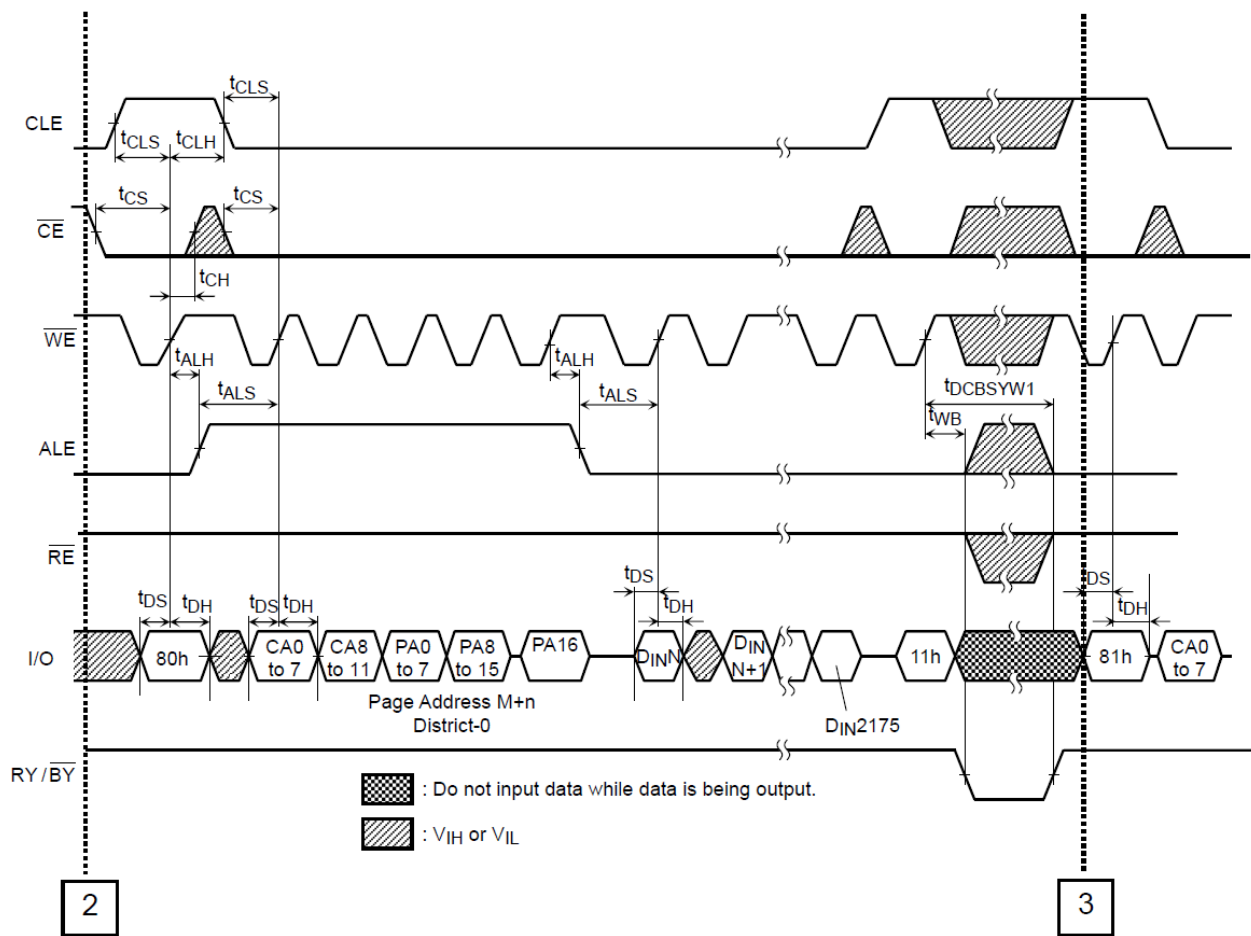 tCLS
CLE
tCLS tCLH
tCS tCS
CE
tCH
WE
tALH tALH
tALS tALS
tDCBSYW1
tWB
ALE
RE
tDS tDH tDS tDH tDS tDH tDS tDH
I/O
80h
CA0 to 7
CA8 to 11
PA0 to 7
PA8 to 15
PA16
DINN
DIN N+1
11h
81h
CA0 to 7
Page Address M+n
District-0
DIN2175
RY/BY
: Do not input data while data is being output.
: VIH or VIL
2
3